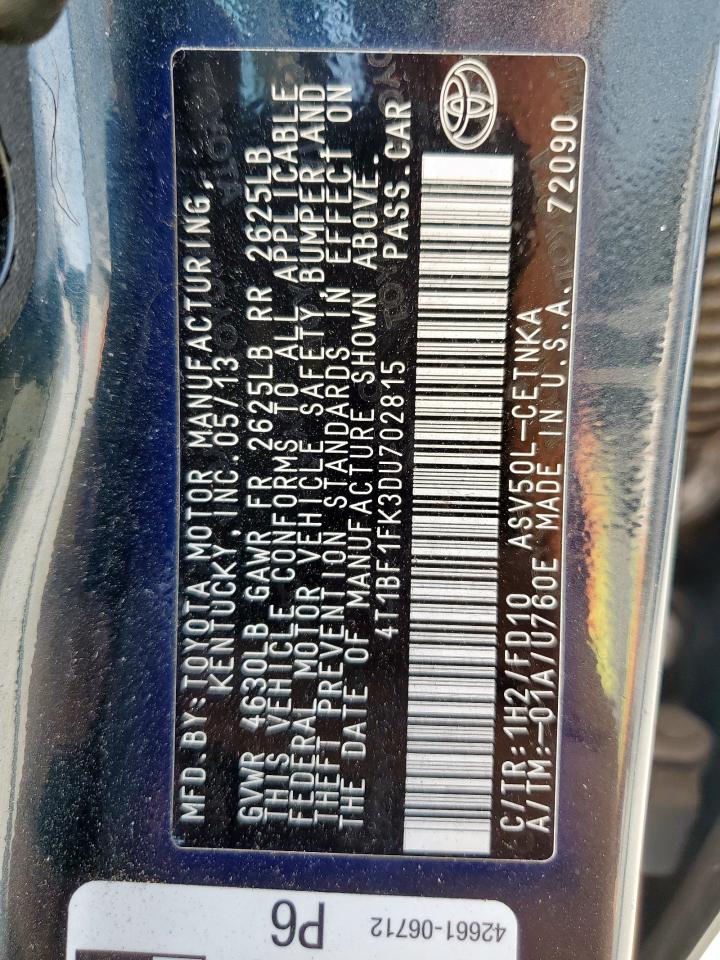 MFD.BY:TOYOTA MOTOR MANUFACTURING,
KENTUCKY, INC.05/13
GVWR 4630LB GAWR FR 2625LB RR 2625LB
THIS VEHICLE CONFORMS TO ALL APPLICABLE
FEDERAL MOTOR VEHICLE SAFETY, BUMPER AND
THEFT PREVENTION STANDARDS IN EFFECT ON
THE DATE OF MANUFACTURE SHOWN ABOVE.
4T1BF1FK3DU702815 PASS.CAR
C/TR:1H2/FD10 ASV50L-CETNKA
A/TM:-01A/U760E MADE IN U.S.A. 72090
P6
42661-06712